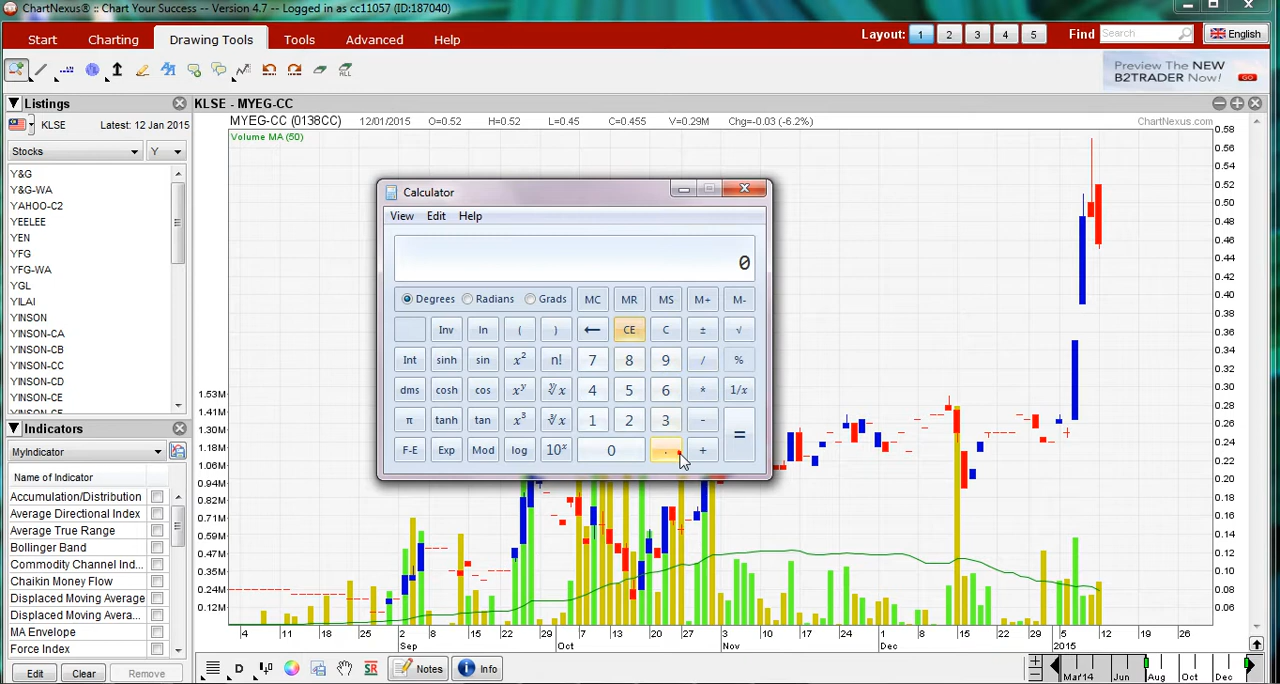 ChartNexus® :: Chart Your Success -- Version 4.7 -- Logged in as cc11057 (ID:187040)
Start Charting Drawing Tools Tools Advanced Help Layout: 1 2 3 4 5 Find Search English
Preview The NEW
B2TRADER Now! GO
Listings
KLSE Latest: 12 Jan 2015
Stocks Y
Y&G
Y&G-WA
YAHOO-C2
YEELEE
YEN
YFG
YFG-WA
YGL
YILAI
YINSON
YINSON-CA
YINSON-CB
YINSON-CC
YINSON-CD
YINSON-CE
Indicators
MyIndicator
Name of Indicator
Accumulation/Distribution
Average Directional Index
Average True Range
Bollinger Band
Commodity Channel Ind...
Chaikin Money Flow
Displaced Moving Average
Displaced Moving Avera...
MA Envelope
Force Index
Edit Clear Remove
KLSE - MYEG-CC
MYEG-CC (0138CC) 12/01/2015 O=0.52 H=0.52 L=0.45 C=0.455 V=0.29M Chg=-0.03 (-6.2%) ChartNexus.com
Volume MA (50)
0.58
0.56
0.54
0.52
0.50
0.48
0.46
0.44
0.42
0.40
0.38
0.36
0.34
0.32
0.30
0.28
0.26
0.24
0.22
0.20
0.18
0.16
0.14
0.12
0.10
0.08
0.06
1.53M
1.41M
1.29M
1.18M
1.06M
0.94M
0.82M
0.71M
0.59M
0.47M
0.35M
0.24M
0.12M
Calculator
View Edit Help
0
Degrees Radians Grads MC MR MS M+ M-
Inv ln ( ) ← CE C ± √
Int sinh sin x² n! 7 8 9 / %
dms cosh cos xʸ ʸ√x 4 5 6 * 1/x
π tanh tan x³ ³√x 1 2 3 - =
F-E Exp Mod log 10ˣ 0 . +
4 11 18 25 2 8 15 22 29 7 13 20 27 3 10 17 24 1 8 15 22 29 5 12 19 26
Sep Oct Nov Dec 2015
D SR Notes Info
Mar'14 Jun Aug Oct Dec